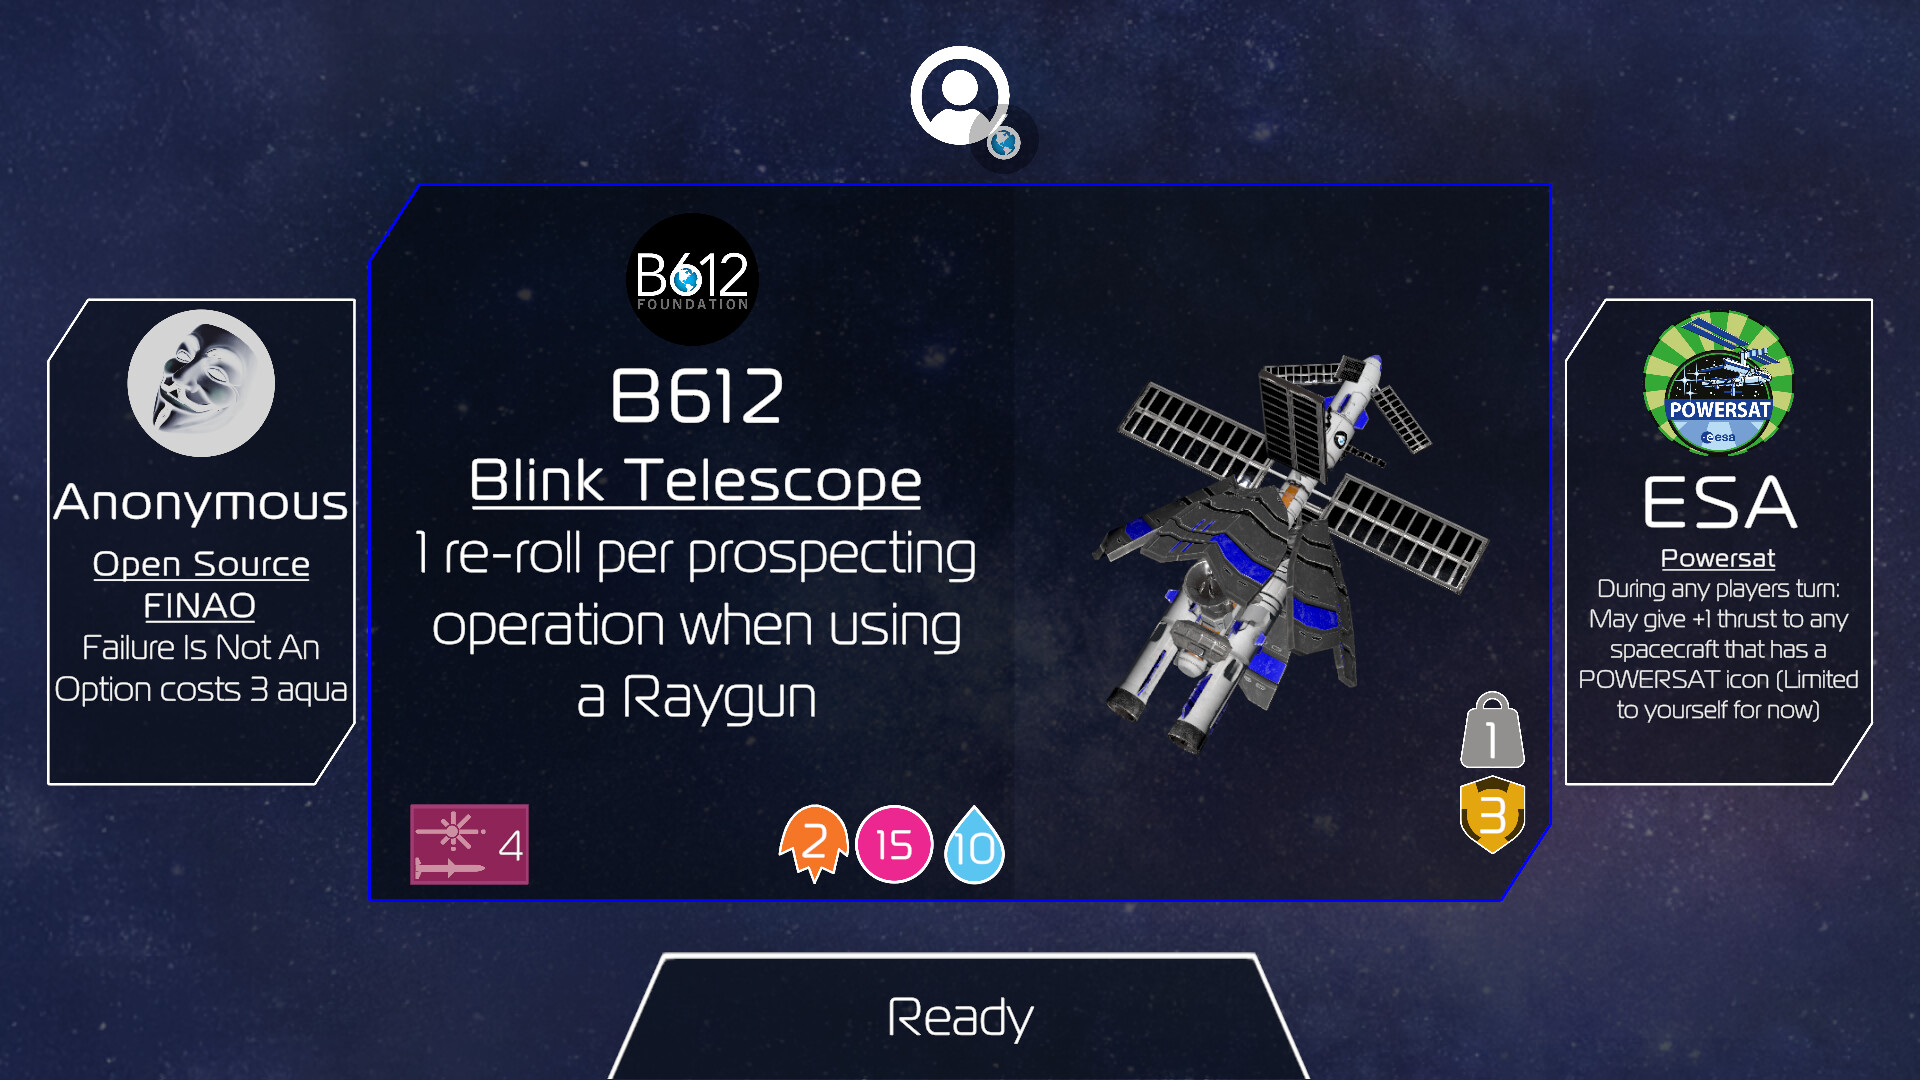 Anonymous
Open Source
FINAO
Failure Is Not An
Option costs 3 aqua
B612
FOUNDATION
B612
Blink Telescope
1 re-roll per prospecting
operation when using
a Raygun
4
2
15
10
1
3
POWERSAT
esa
ESA
Powersat
During any players turn:
May give +1 thrust to any
spacecraft that has a
POWERSAT icon (Limited
to yourself for now)
Ready